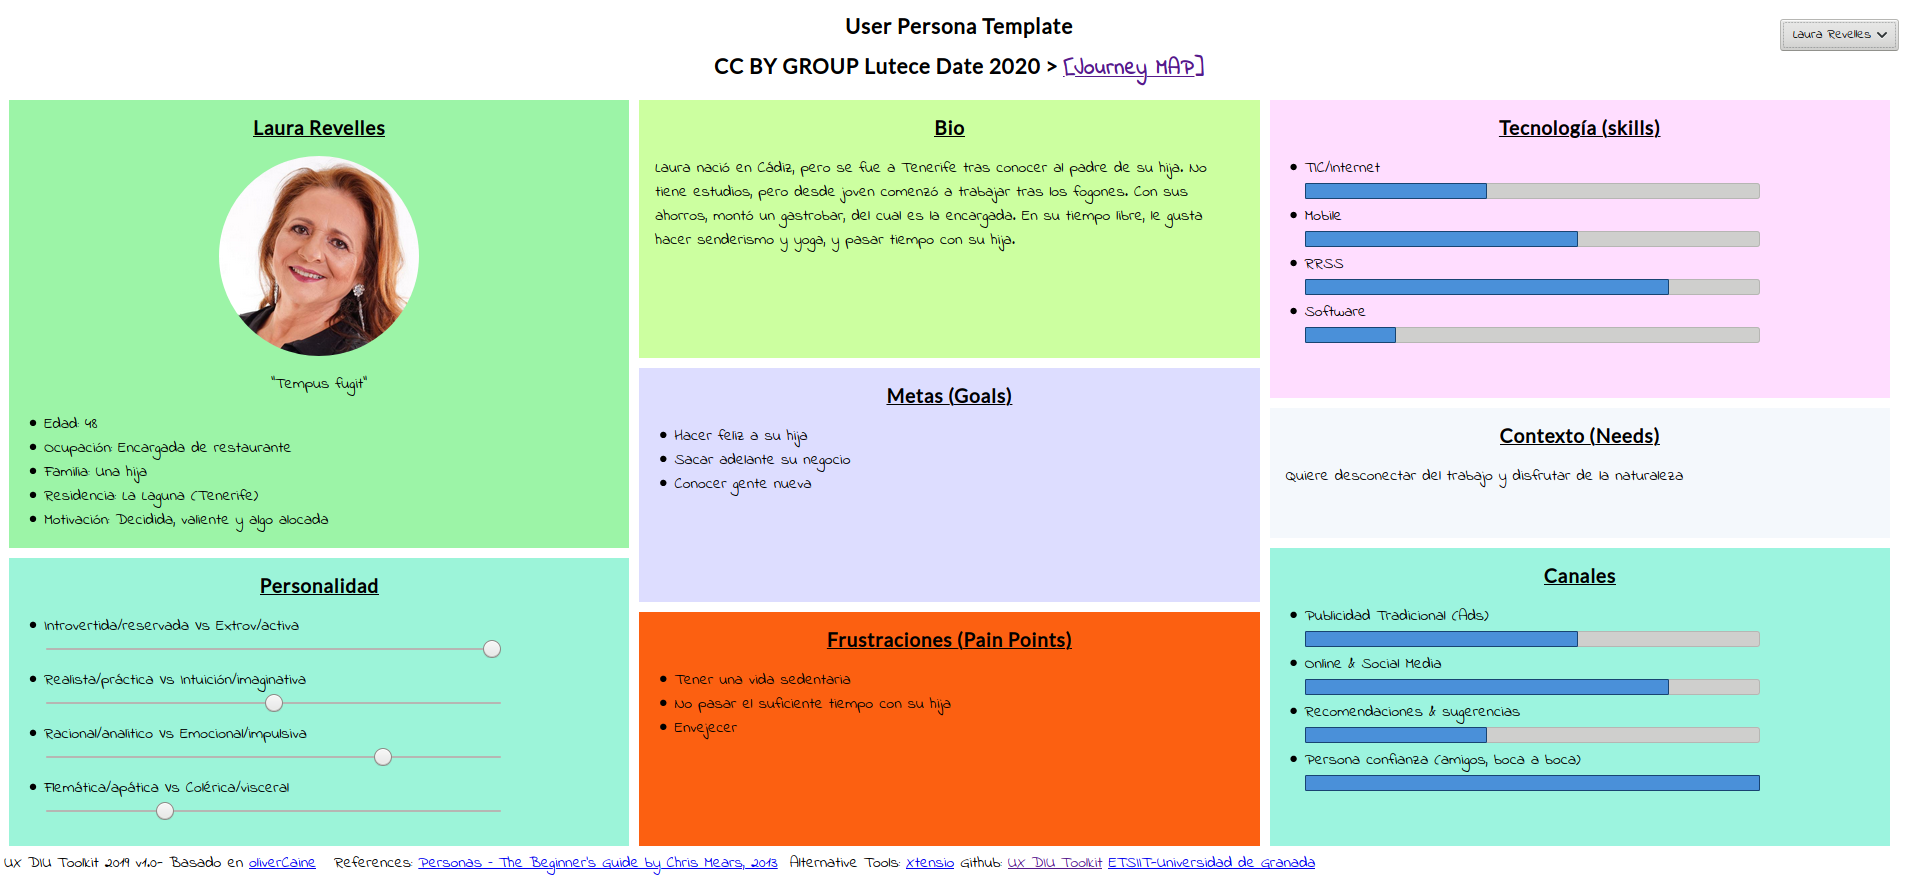 User Persona Template
CC BY GROUP Lutece Date 2020 > [Journey MAP]
Laura Revelles
Laura Revelles
"Tempus fugit"
Edad: 48
Ocupación: Encargada de restaurante
Familia: Una hija
Residencia: La Laguna (Tenerife)
Motivación: Decidida, valiente y algo alocada
Personalidad
Introvertida/reservada Vs Extrov/activa
Realista/práctica Vs Intuición/imaginativa
Racional/analítico Vs Emocional/impulsiva
Flemática/apática Vs Colérica/visceral
Bio
Laura nació en Cádiz, pero se fue a Tenerife tras conocer al padre de su hija. No
tiene estudios, pero desde joven comenzó a trabajar tras los fogones. Con sus
ahorros, montó un gastrobar, del cual es la encargada. En su tiempo libre, le gusta
hacer senderismo y yoga, y pasar tiempo con su hija.
Metas (Goals)
Hacer feliz a su hija
Sacar adelante su negocio
Conocer gente nueva
Frustraciones (Pain Points)
Tener una vida sedentaria
No pasar el suficiente tiempo con su hija
Envejecer
Tecnología (skills)
TIC/Internet
Mobile
RRSS
Software
Contexto (Needs)
Quiere desconectar del trabajo y disfrutar de la naturaleza
Canales
Publicidad Tradicional (Ads)
Online & Social Media
Recomendaciones & sugerencias
Persona confianza (amigos, boca a boca)
UX DIU Toolkit 2019 v1.0- Basado en oliverCaine References: Personas - The Beginner's Guide by Chris Mears, 2013 Alternative Tools: Xtensio Github: UX DIU Toolkit ETSIIT-Universidad de Granada